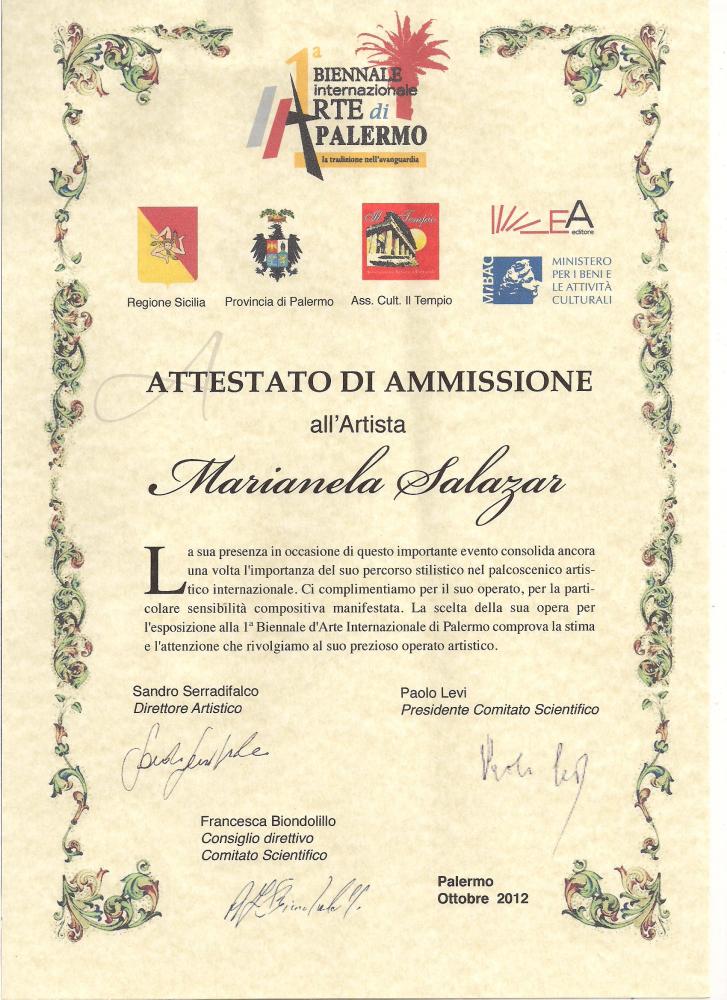 1ª
BIENNALE
internazionale
ARTE di
PALERMO
la tradizione nell'avanguardia
Il Tempio
EA
editore
MIBAC
MINISTERO
PER I BENI E
LE ATTIVITÀ
CULTURALI
Regione Sicilia
Provincia di Palermo
Ass. Cult. Il Tempio
ATTESTATO DI AMMISSIONE
all'Artista
Marianela Salazar
La sua presenza in occasione di questo importante evento consolida ancora
una volta l'importanza del suo percorso stilistico nel palcoscenico artis-
tico internazionale. Ci complimentiamo per il suo operato, per la parti-
colare sensibilità compositiva manifestata. La scelta della sua opera per
l'esposizione alla 1ª Biennale d'Arte Internazionale di Palermo comprova la stima
e l'attenzione che rivolgiamo al suo prezioso operato artistico.
Sandro Serradifalco
Direttore Artistico
Paolo Levi
Presidente Comitato Scientifico
Paolo Levi
Francesca Biondolillo
Consiglio direttivo
Comitato Scientifico
Palermo
Ottobre 2012